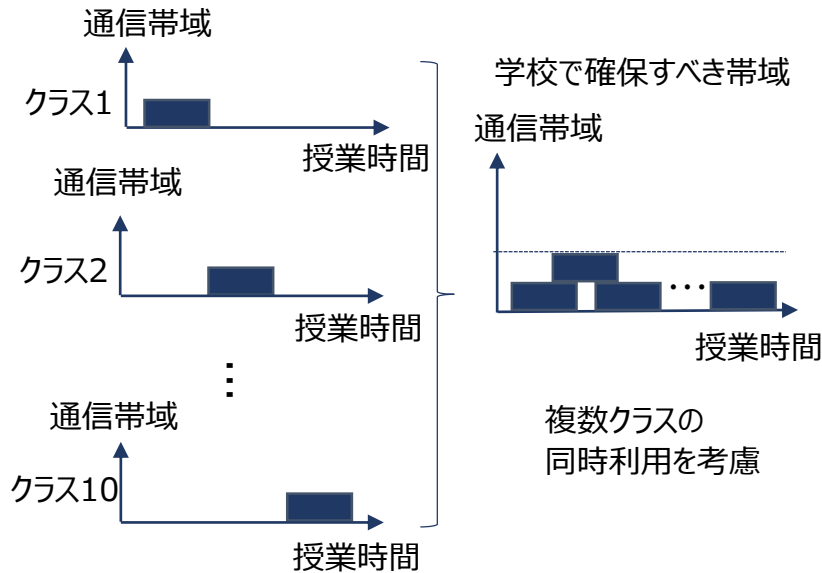 通信帯域
クラス1
授業時間
通信帯域
クラス2
授業時間
⋮
通信帯域
クラス10
授業時間
学校で確保すべき帯域
通信帯域
…
授業時間
複数クラスの
同時利用を考慮